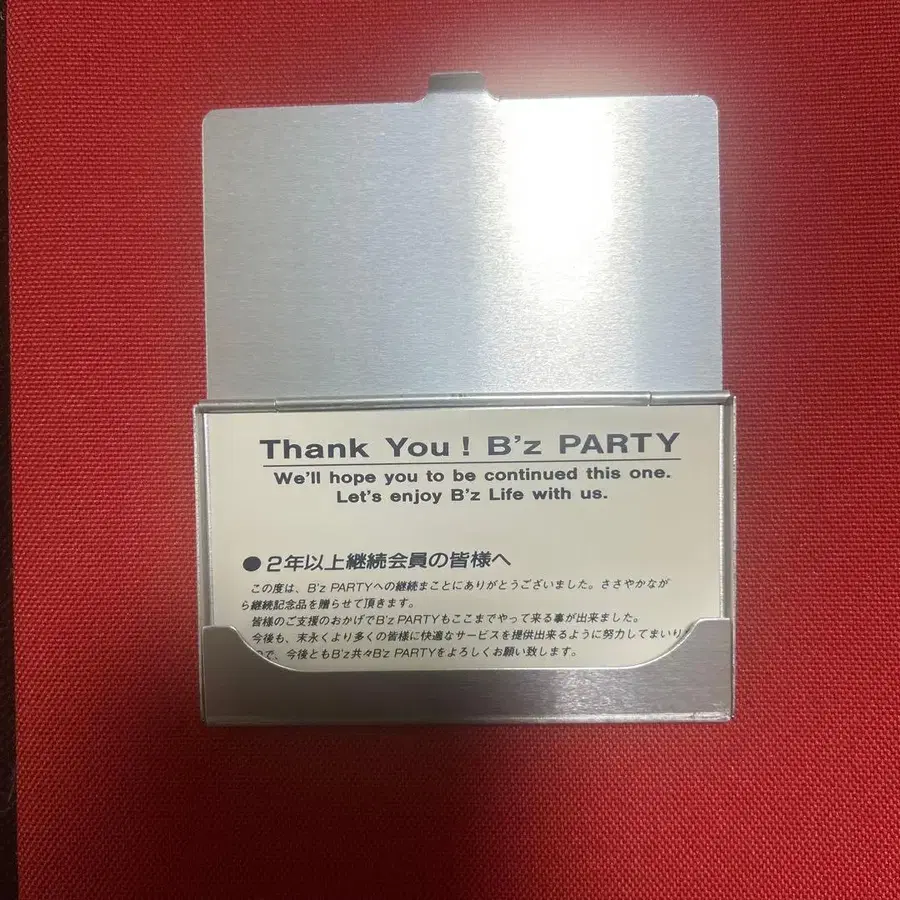 Thank You ! B'z PARTY
We'll hope you to be continued this one.
Let's enjoy B'z Life with us.
●2年以上継続会員の皆様へ
この度は、B'z PARTYへの継続まことにありがとうございました。ささやかなが
ら継続記念品を贈らせて頂きます。
皆様のご支援のおかげでB'z PARTYもここまでやって来る事が出来ました。
今後も、末永くより多くの皆様に快適なサービスを提供出来るように努力してまいり
で、今後ともB'z共々B'z PARTYをよろしくお願い致します。